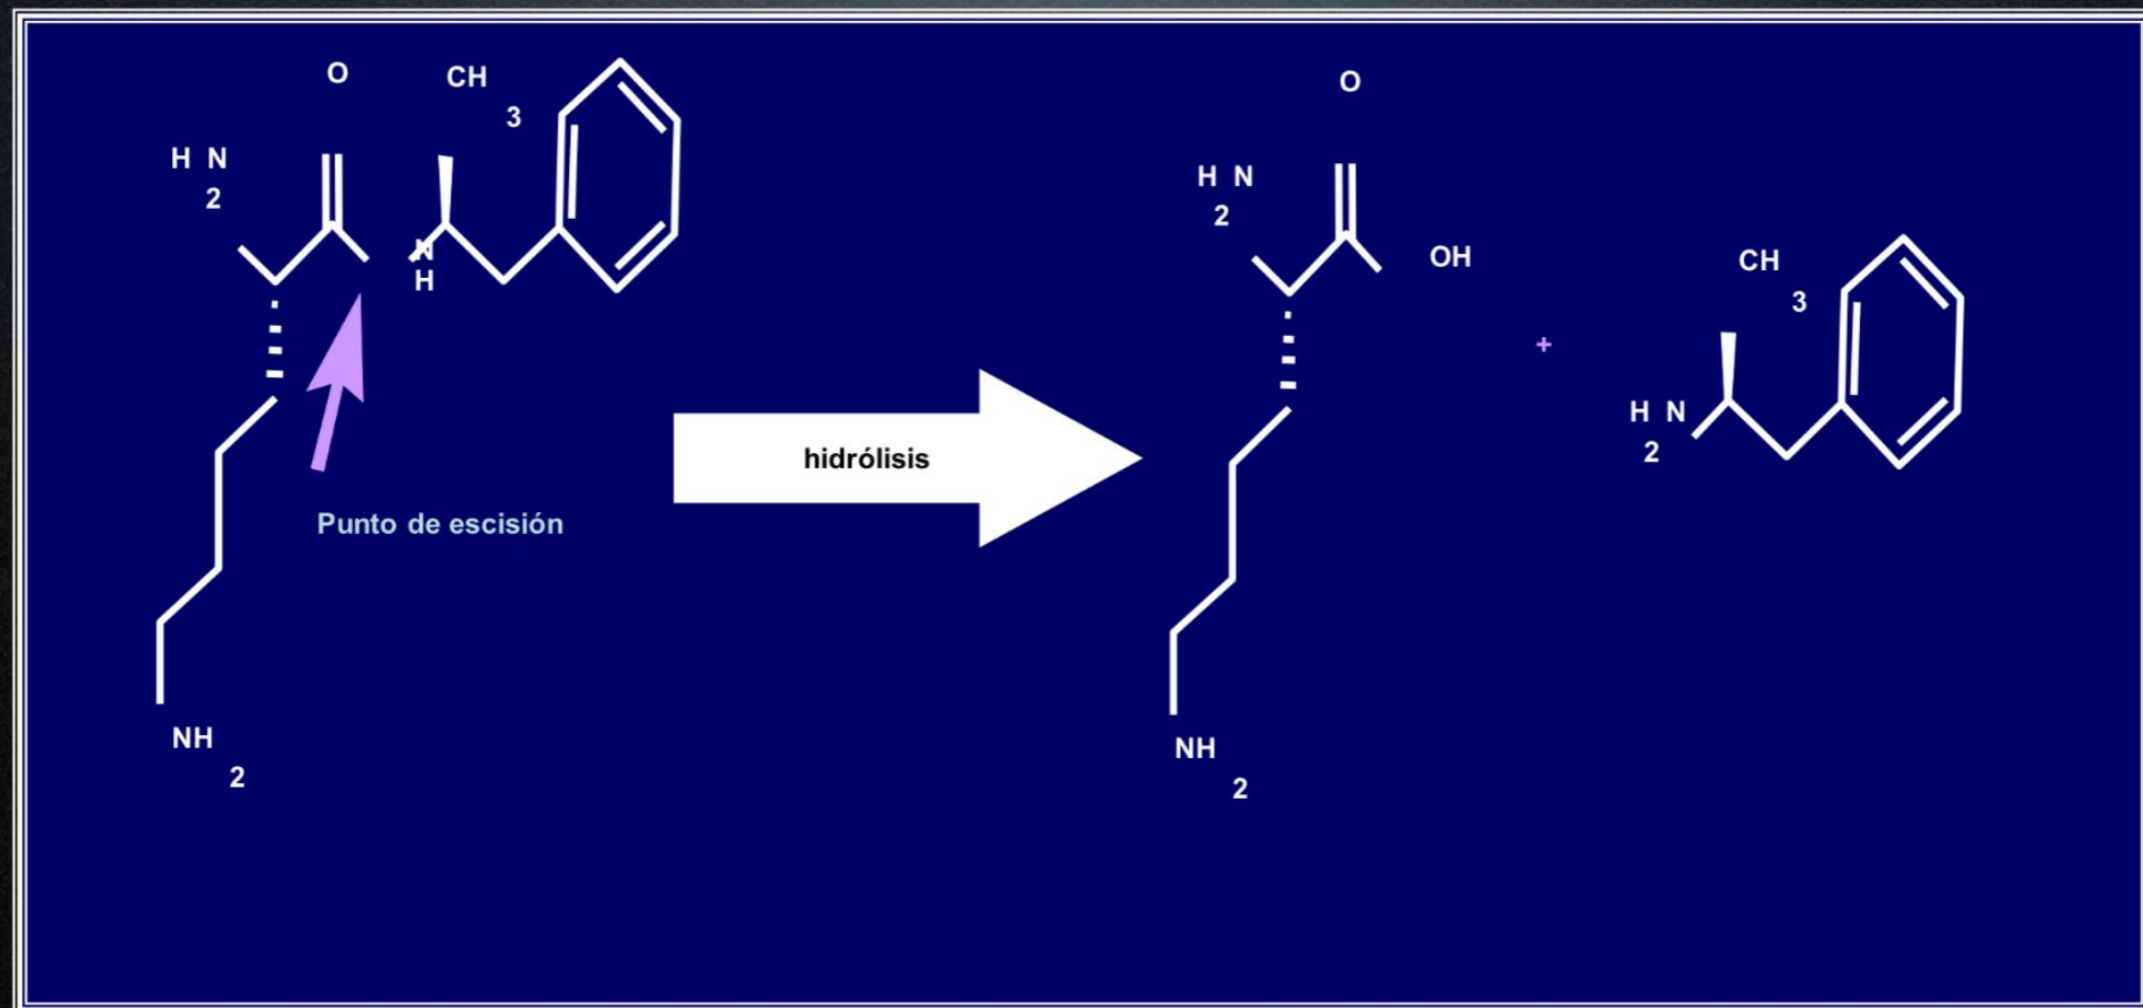 O
CH
3
H N
2
N
H
Punto de escisión
NH
2
hidrólisis
O
H N
2
OH
NH
2
+
CH
3
H N
2